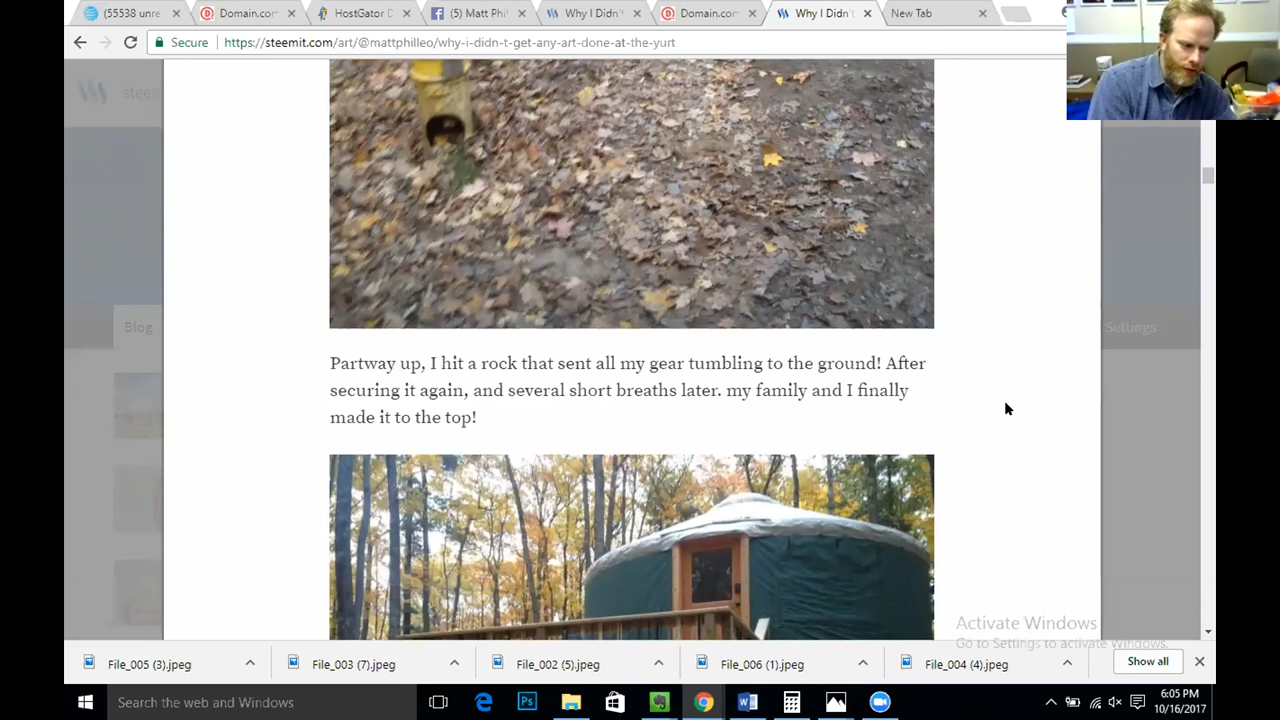 (55538 unre
Domain.com
HostGator
(5) Matt Phi
Why I Didn'
Domain.com
Why I Didn
New Tab
Secure
https://steemit.com/art/@mattphilleo/why-i-didn-t-get-any-art-done-at-the-yurt
Blog
Settings
Partway up, I hit a rock that sent all my gear tumbling to the ground! After
securing it again, and several short breaths later. my family and I finally
made it to the top!
Activate Windows
Go to Settings to activate Windows.
File_005 (3).jpeg
File_003 (7).jpeg
File_002 (5).jpeg
File_006 (1).jpeg
File_004 (4).jpeg
Show all
Search the web and Windows
6:05 PM
10/16/2017